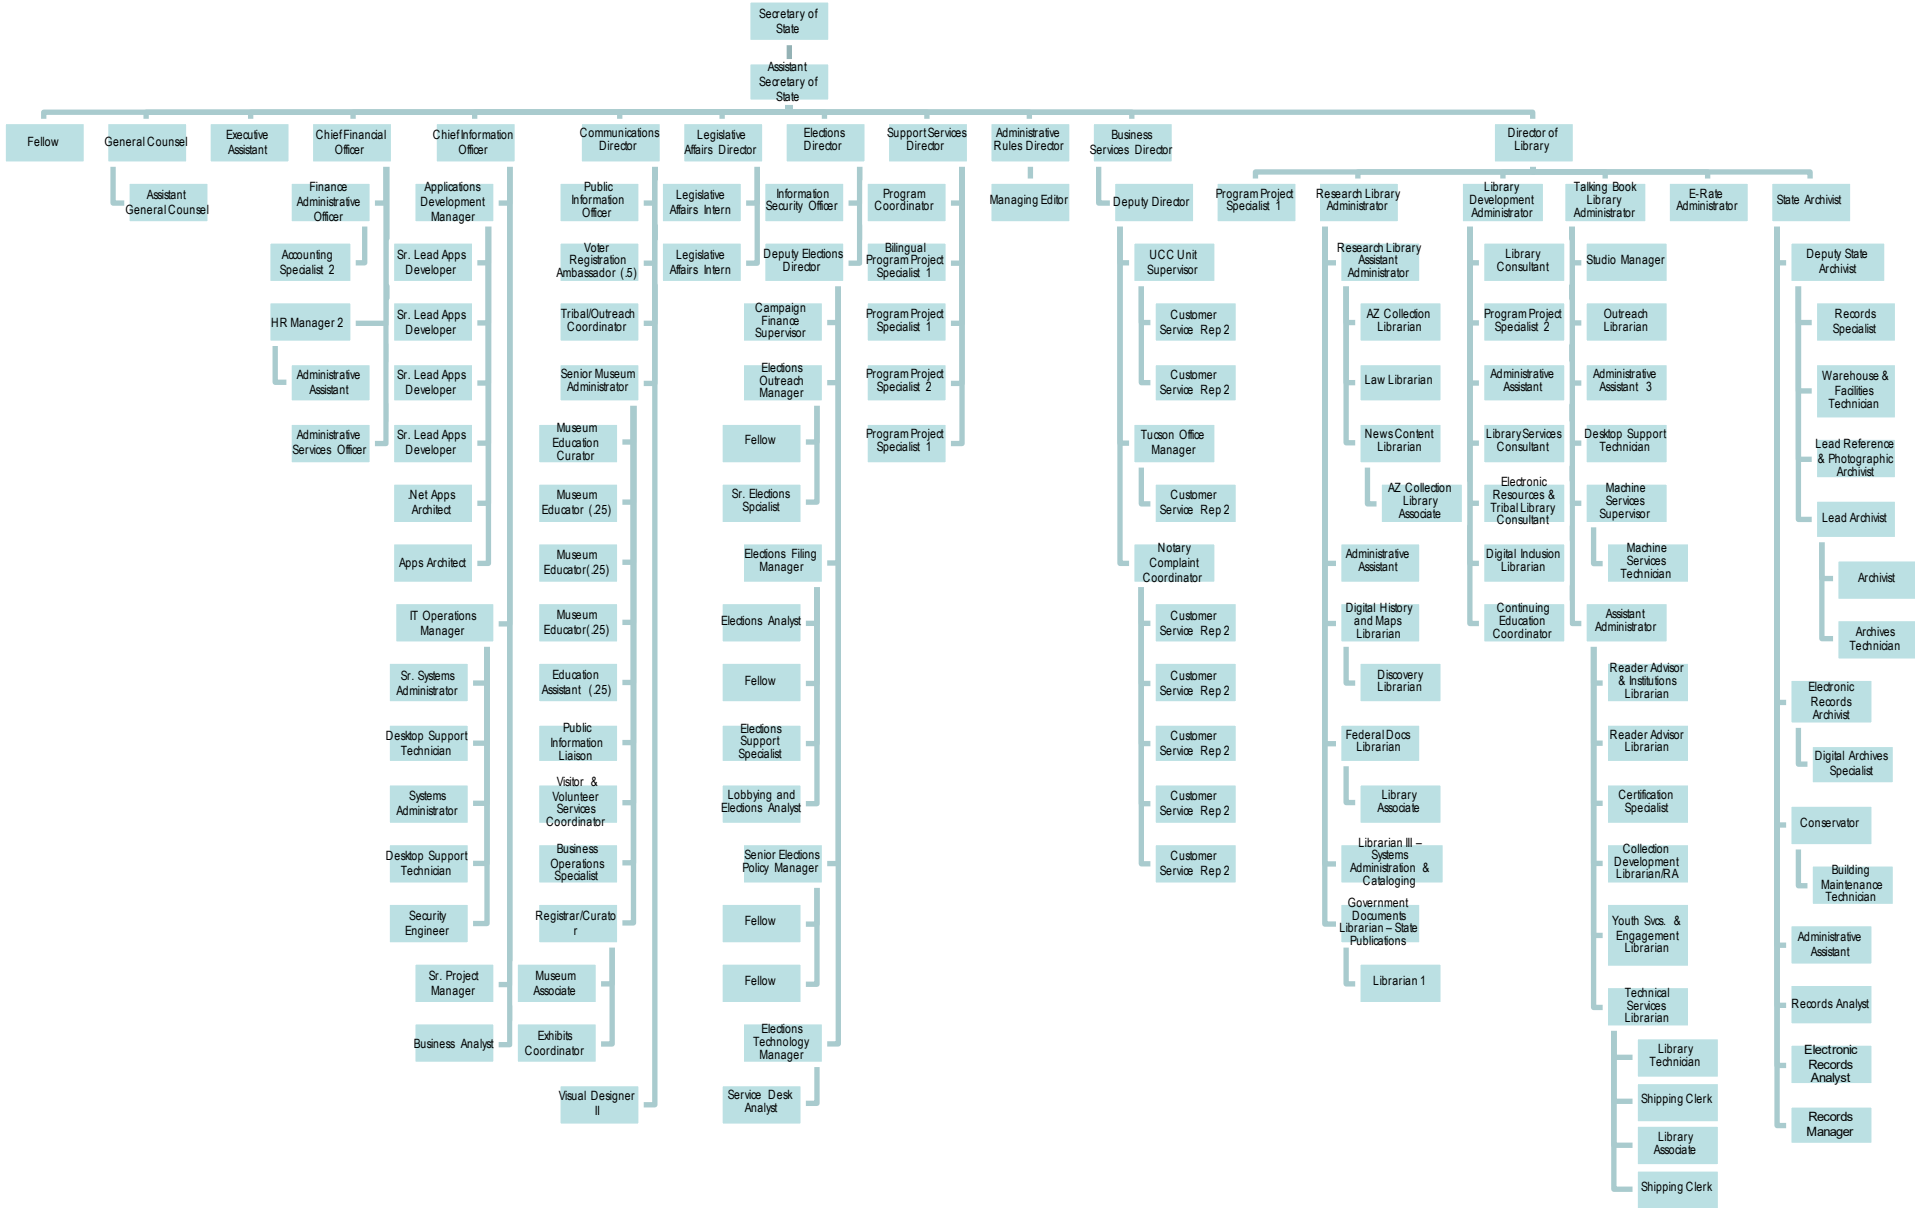 Secretary of
State
Assistant
Secretary of
State
Fellow
General Counsel
Assistant
General Counsel
Executive
Assistant
Chief Financial
Officer
Finance
Administrative
Officer
Accounting
Specialist 2
HR Manager 2
Administrative
Assistant
Administrative
Services Officer
Chief Information
Officer
Applications
Development
Manager
Sr. Lead Apps
Developer
Sr. Lead Apps
Developer
Sr. Lead Apps
Developer
Sr. Lead Apps
Developer
.Net Apps
Architect
Apps Architect
IT Operations
Manager
Sr. Systems
Administrator
Desktop Support
Technician
Systems
Administrator
Desktop Support
Technician
Security
Engineer
Sr. Project
Manager
Business Analyst
Communications
Director
Public
Information
Officer
Voter
Registration
Ambassador (.5)
Tribal/Outreach
Coordinator
Senior Museum
Administrator
Museum
Education
Curator
Museum
Educator (.25)
Museum
Educator(.25)
Museum
Educator(.25)
Education
Assistant (.25)
Public
Information
Liaison
Visitor &
Volunteer
Services
Coordinator
Business
Operations
Specialist
Registrar/Curato
r
Museum
Associate
Exhibits
Coordinator
Visual Designer
II
Legislative
Affairs Director
Legislative
Affairs Intern
Legislative
Affairs Intern
Elections
Director
Information
Security Officer
Deputy Elections
Director
Campaign
Finance
Supervisor
Elections
Outreach
Manager
Fellow
Sr. Elections
Spcialist
Elections Filing
Manager
Elections Analyst
Fellow
Elections
Support
Specialist
Lobbying and
Elections Analyst
Senior Elections
Policy Manager
Fellow
Fellow
Elections
Technology
Manager
Service Desk
Analyst
Support Services
Director
Program
Coordinator
Bilingual
Program Project
Specialist 1
Program Project
Specialist 1
Program Project
Specialist 2
Program Project
Specialist 1
Administrative
Rules Director
Managing Editor
Business
Services Director
Deputy Director
UCC Unit
Supervisor
Customer
Service Rep 2
Customer
Service Rep 2
Tucson Office
Manager
Customer
Service Rep 2
Notary
Complaint
Coordinator
Customer
Service Rep 2
Customer
Service Rep 2
Customer
Service Rep 2
Customer
Service Rep 2
Customer
Service Rep 2
Director of
Library
Program Project
Specialist 1
Research Library
Administrator
Research Library
Assistant
Administrator
AZ Collection
Librarian
Law Librarian
News Content
Librarian
AZ Collection
Library
Associate
Administrative
Assistant
Digital History
and Maps
Librarian
Discovery
Librarian
Federal Docs
Librarian
Library
Associate
Librarian III –
Systems
Administration &
Cataloging
Government
Documents
Librarian – State
Publications
Librarian 1
Library
Development
Administrator
Library
Consultant
Program Project
Specialist 2
Administrative
Assistant
Library Services
Consultant
Electronic
Resources &
Tribal Library
Consultant
Digital Inclusion
Librarian
Continuing
Education
Coordinator
Talking Book
Library
Administrator
Studio Manager
Outreach
Librarian
Administrative
Assistant 3
Desktop Support
Technician
Machine
Services
Supervisor
Machine
Services
Technician
Assistant
Administrator
Reader Advisor
& Institutions
Librarian
Reader Advisor
Librarian
Certification
Specialist
Collection
Development
Librarian/RA
Youth Svcs. &
Engagement
Librarian
Technical
Services
Librarian
Library
Technician
Shipping Clerk
Library
Associate
Shipping Clerk
E-Rate
Administrator
State Archivist
Deputy State
Archivist
Records
Specialist
Warehouse &
Facilities
Technician
Lead Reference
& Photographic
Archivist
Lead Archivist
Archivist
Archives
Technician
Electronic
Records
Archivist
Digital Archives
Specialist
Conservator
Building
Maintenance
Technician
Administrative
Assistant
Records Analyst
Electronic
Records
Analyst
Records
Manager